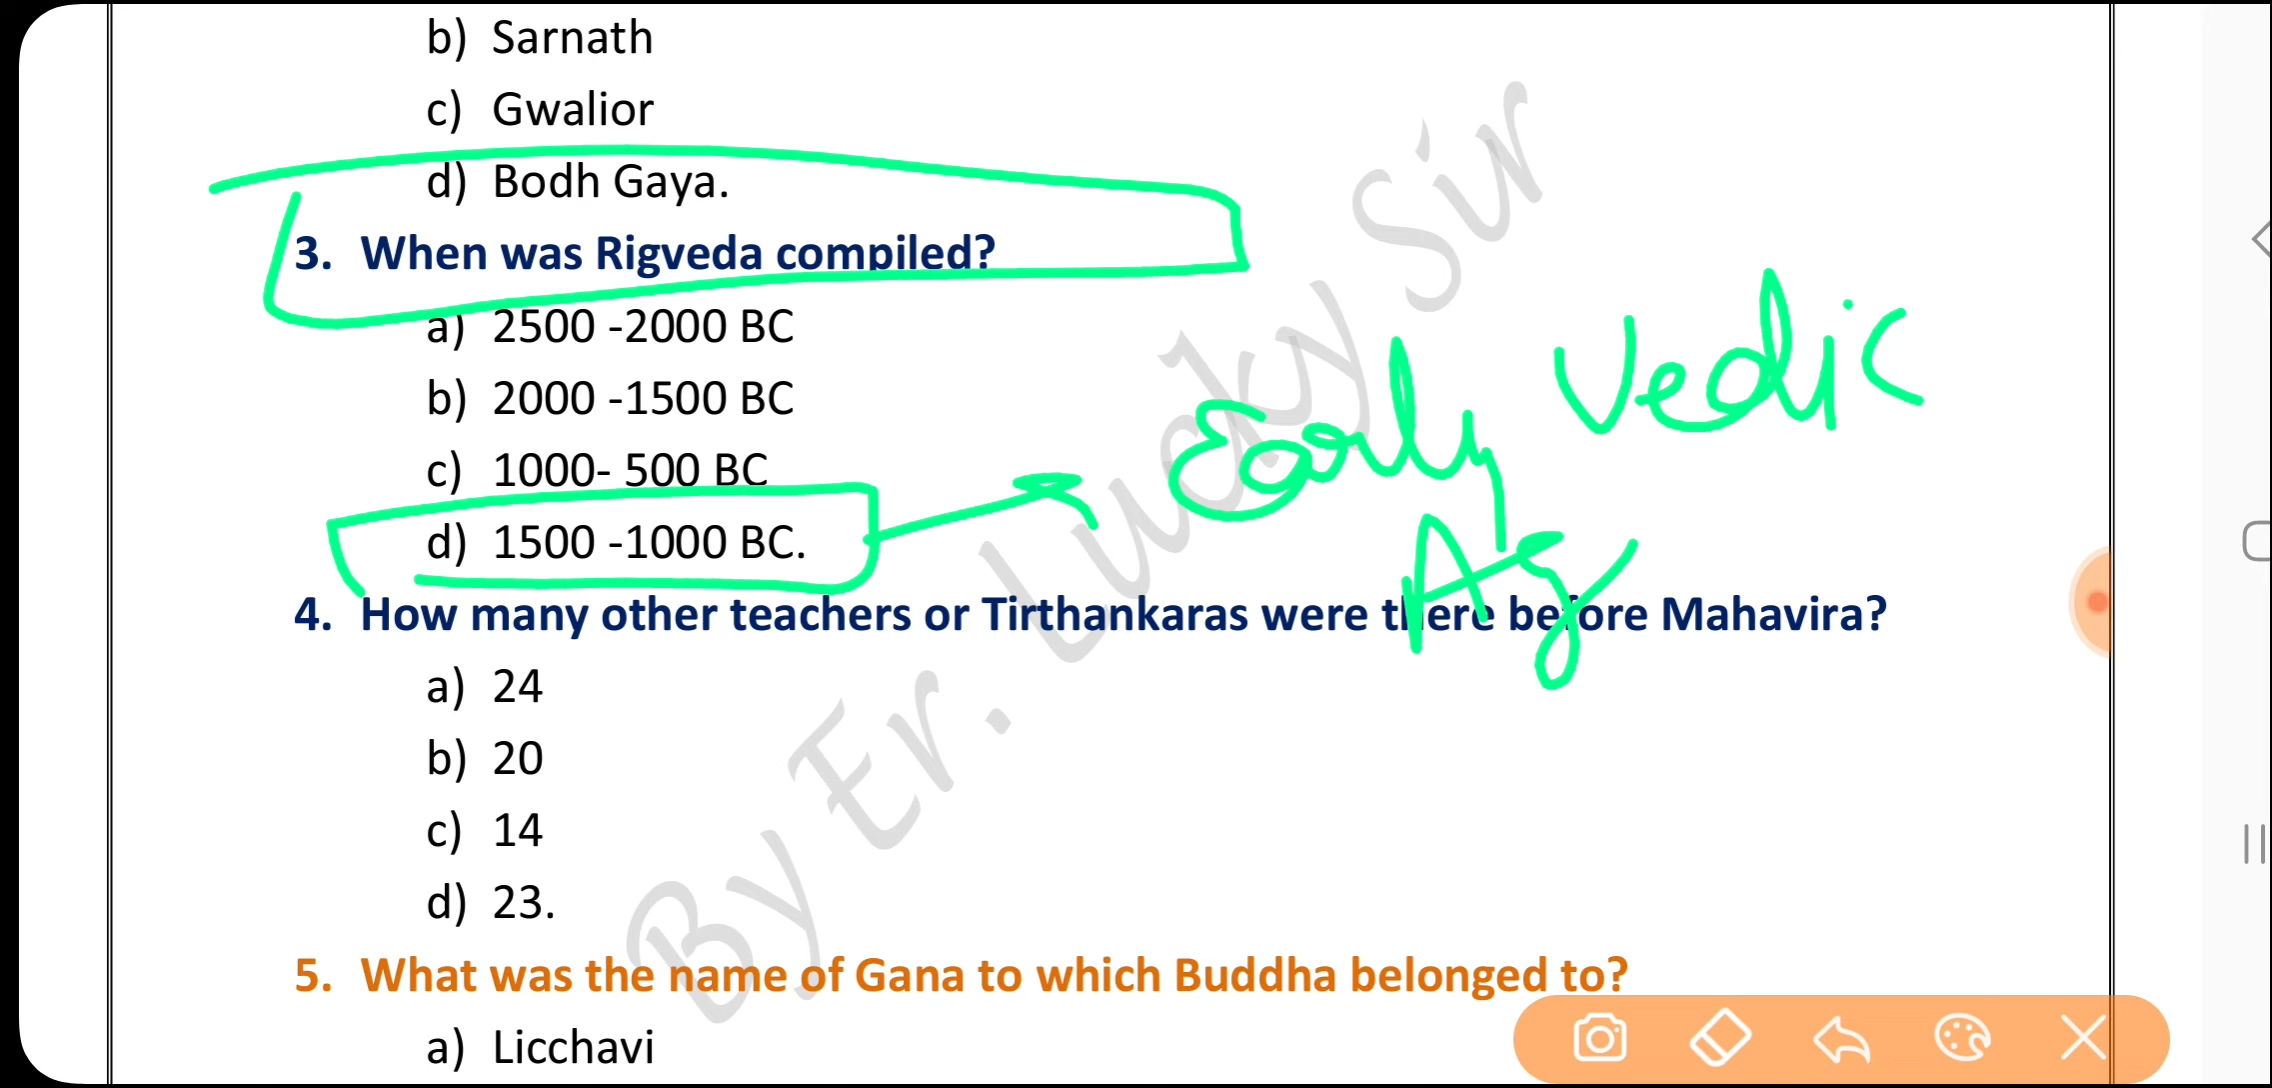 b) Sarnath
c) Gwalior
d) Bodh Gaya.
3. When was Rigveda compiled?
a) 2500 -2000 BC
b) 2000 -1500 BC
c) 1000- 500 BC
d) 1500 -1000 BC.
Early Vedic
Ag
4. How many other teachers or Tirthankaras were there before Mahavira?
a) 24
b) 20
c) 14
d) 23.
5. What was the name of Gana to which Buddha belonged to?
a) Licchavi
By Er. Lucky Sir